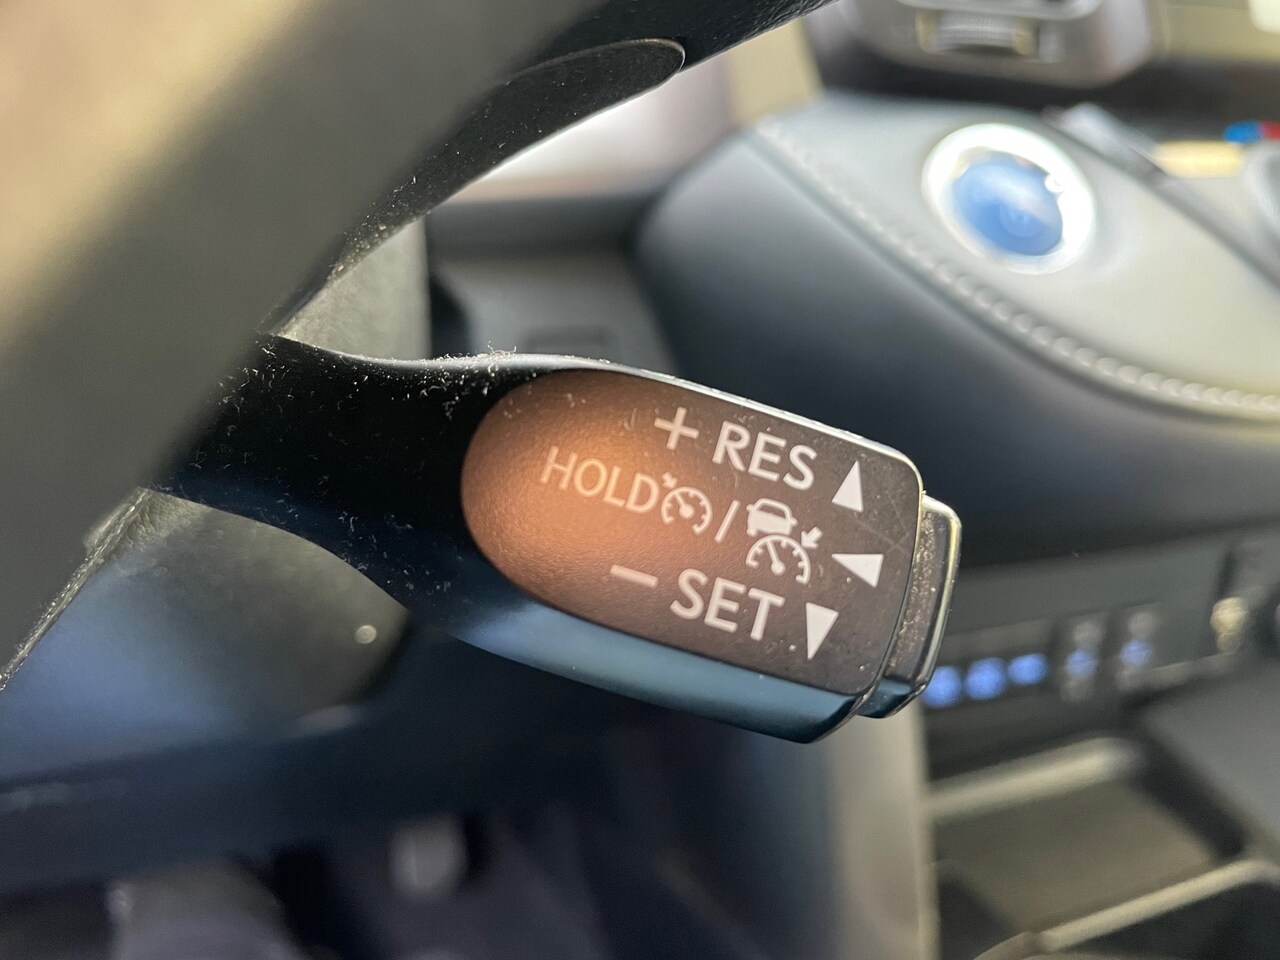 + RES
HOLD /
− SET